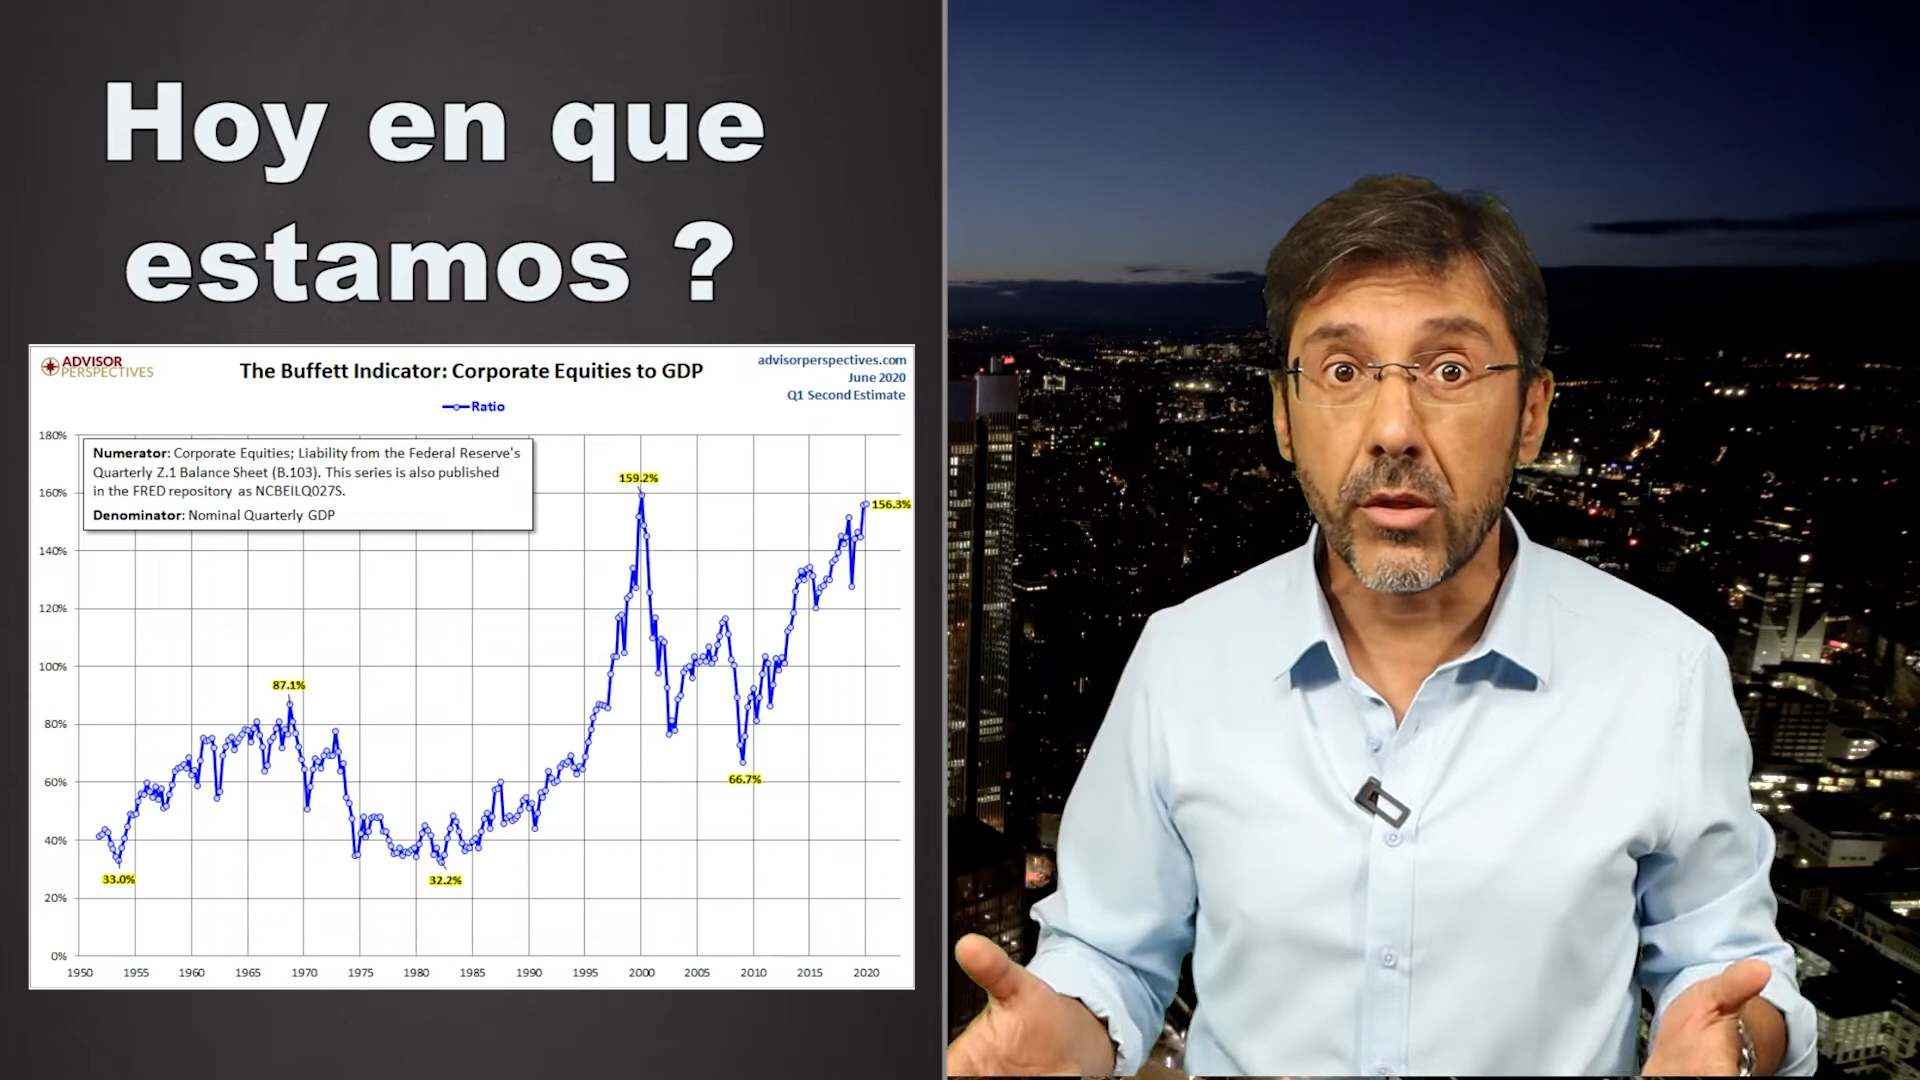 Hoy en que
estamos ?
ADVISOR
PERSPECTIVES
The Buffett Indicator: Corporate Equities to GDP
advisorperspectives.com
June 2020
Q1 Second Estimate
Ratio
Numerator: Corporate Equities; Liability from the Federal Reserve's
Quarterly Z.1 Balance Sheet (B.103). This series is also published
in the FRED repository as NCBEILQ027S.
Denominator: Nominal Quarterly GDP
180%
160%
140%
120%
100%
80%
60%
40%
20%
0%
33.0%
87.1%
32.2%
159.2%
66.7%
156.3%
1950 1955 1960 1965 1970 1975 1980 1985 1990 1995 2000 2005 2010 2015 2020